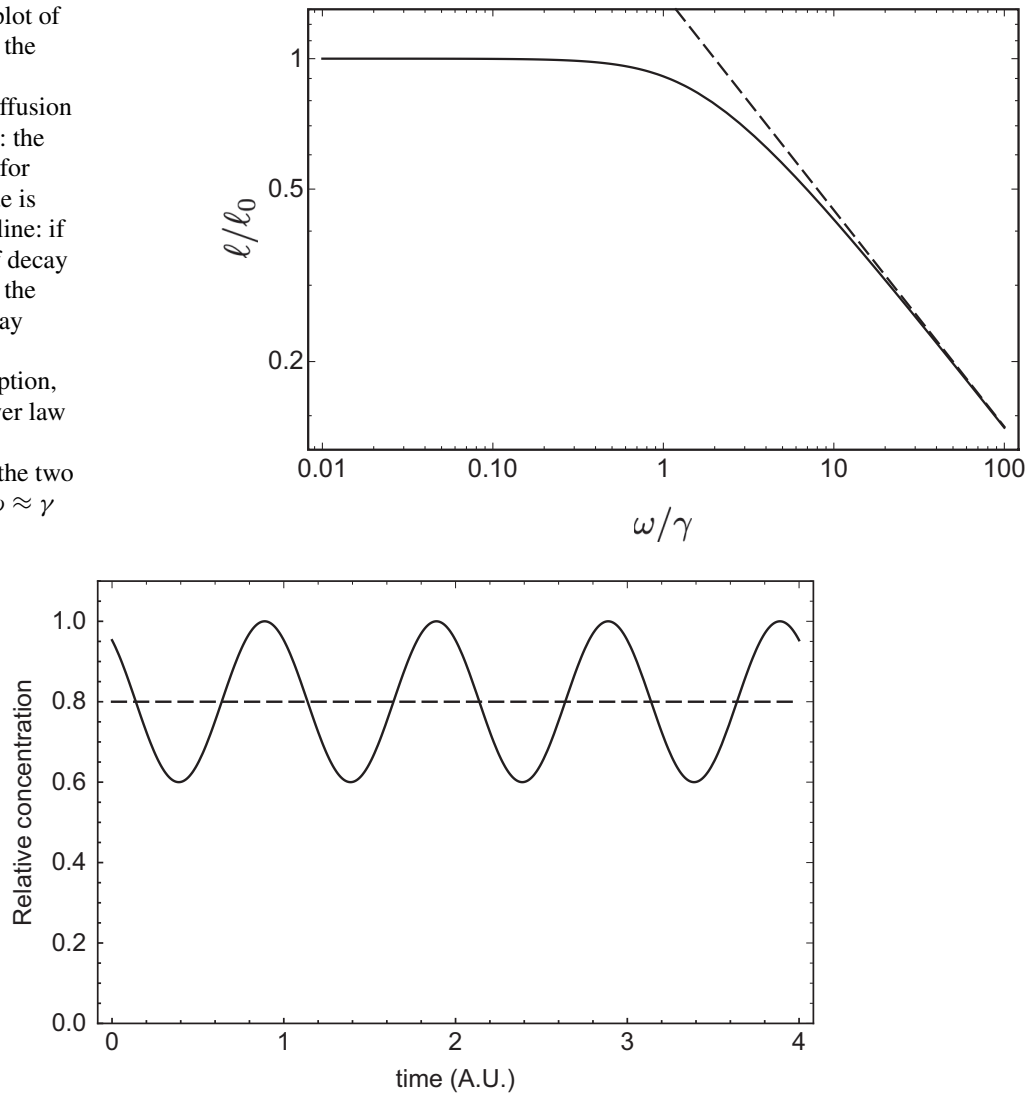 plot of
the
ffusion
: the
for
e is
line: if
f decay
the
ay
ption,
er law
the two
≈ γ
1
0.5
0.2
ℓ/ℓ₀
0.01 0.10 1 10 100
ω/γ
1.0
0.8
0.6
0.4
0.2
0.0
Relative concentration
0 1 2 3 4
time (A.U.)